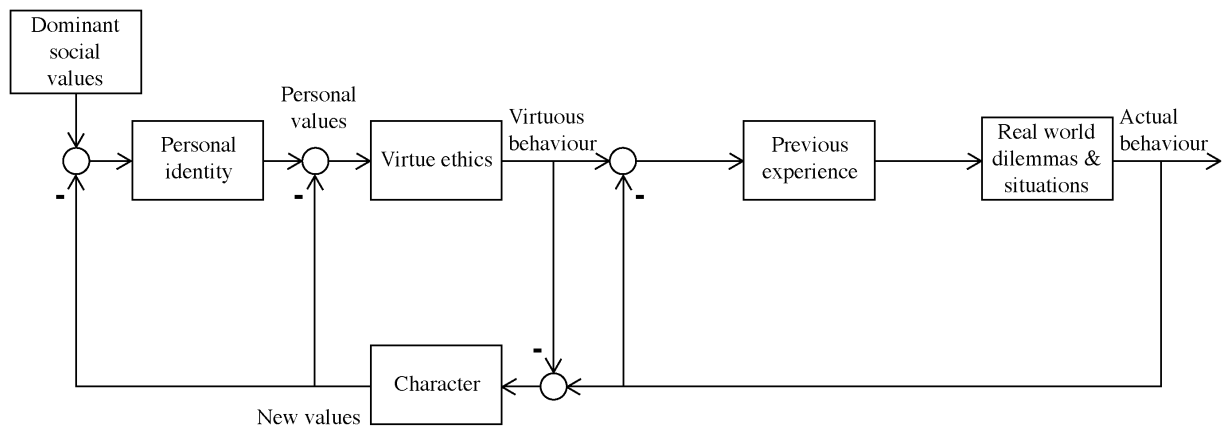 Dominant
social
values
Personal
values
Virtuous
behaviour
Actual
behaviour
Personal
identity
Virtue ethics
Previous
experience
Real world
dilemmas &
situations
-
-
-
-
Character
New values